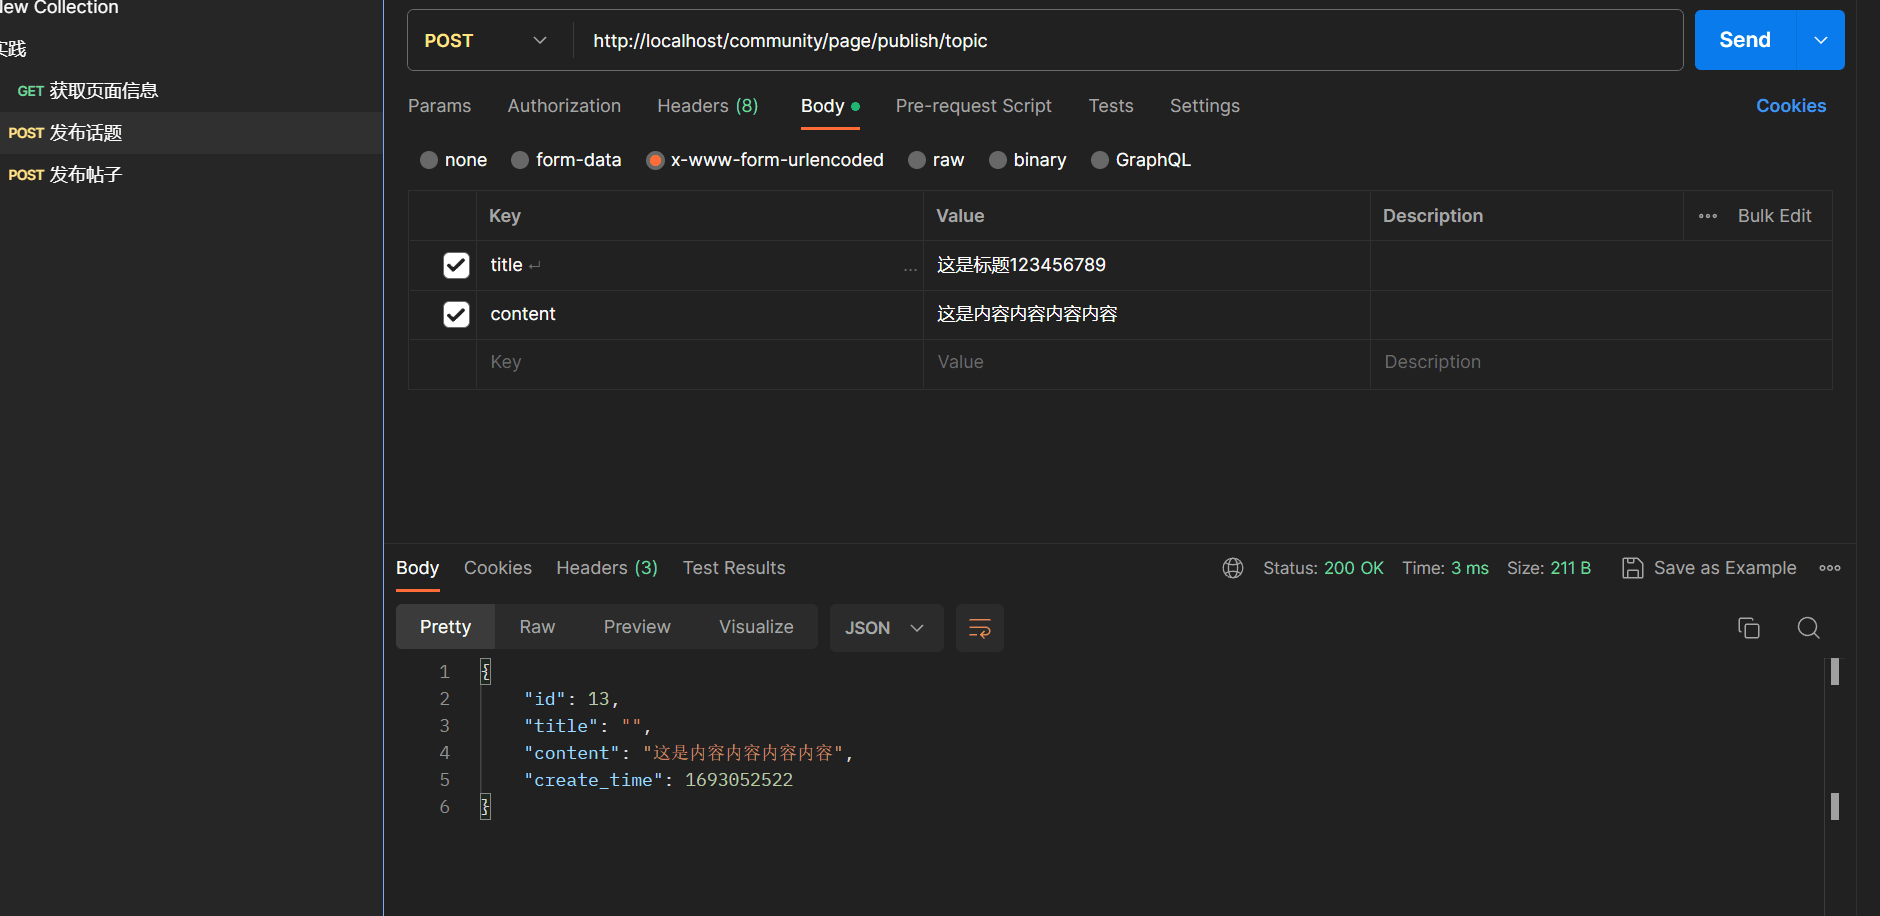 New Collection
实践
GET 获取页面信息
POST 发布话题
POST 发布帖子
POST http://localhost/community/page/publish/topic Send
Params Authorization Headers (8) Body Pre-request Script Tests Settings Cookies
none form-data x-www-form-urlencoded raw binary GraphQL
Key Value Description ••• Bulk Edit
title ↵ ... 这是标题123456789
content 这是内容内容内容内容
Key Value Description
Body Cookies Headers (3) Test Results Status: 200 OK Time: 3 ms Size: 211 B Save as Example
Pretty Raw Preview Visualize JSON
1 {
2 "id": 13,
3 "title": "",
4 "content": "这是内容内容内容内容",
5 "create_time": 1693052522
6 }